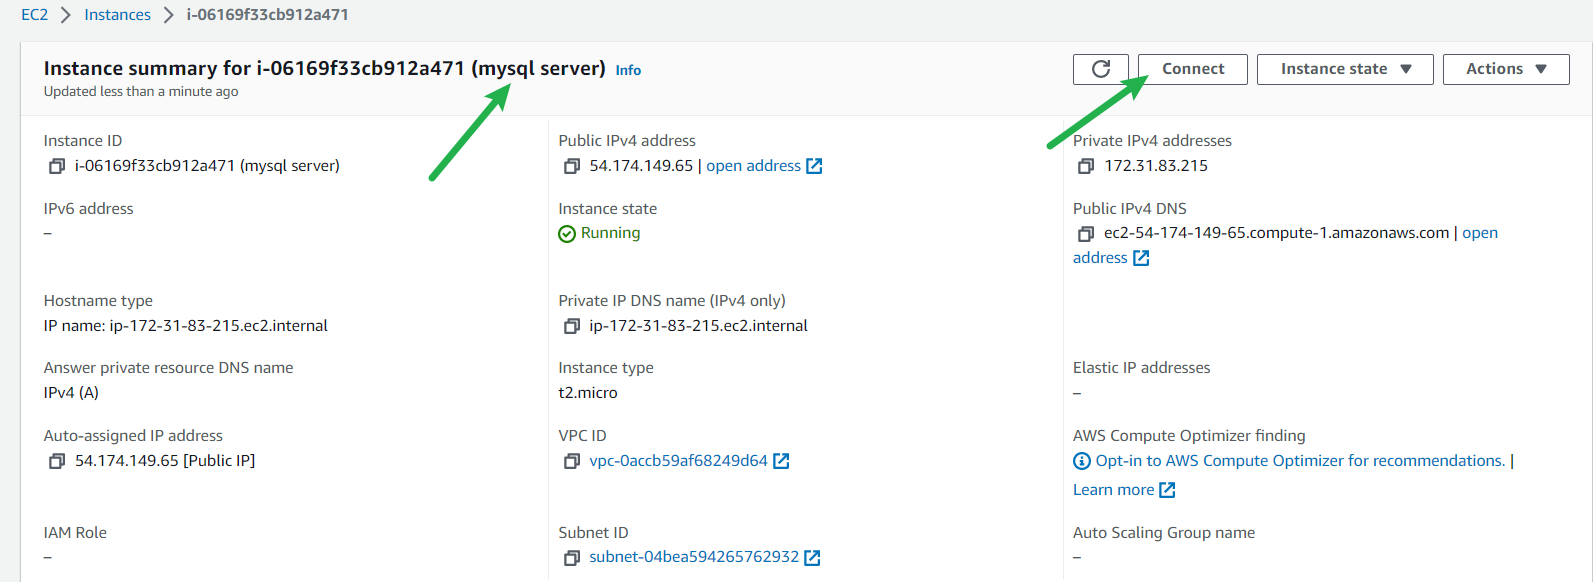 EC2 > Instances > i-06169f33cb912a471
Instance summary for i-06169f33cb912a471 (mysql server) Info
Updated less than a minute ago
Connect
Instance state
Actions
Instance ID
i-06169f33cb912a471 (mysql server)
Public IPv4 address
54.174.149.65 | open address
Private IPv4 addresses
172.31.83.215
IPv6 address
–
Instance state
Running
Public IPv4 DNS
ec2-54-174-149-65.compute-1.amazonaws.com | open
address
Hostname type
IP name: ip-172-31-83-215.ec2.internal
Private IP DNS name (IPv4 only)
ip-172-31-83-215.ec2.internal
Answer private resource DNS name
IPv4 (A)
Instance type
t2.micro
Elastic IP addresses
–
Auto-assigned IP address
54.174.149.65 [Public IP]
VPC ID
vpc-0accb59af68249d64
AWS Compute Optimizer finding
Opt-in to AWS Compute Optimizer for recommendations. |
Learn more
IAM Role
–
Subnet ID
subnet-04bea594265762932
Auto Scaling Group name
–